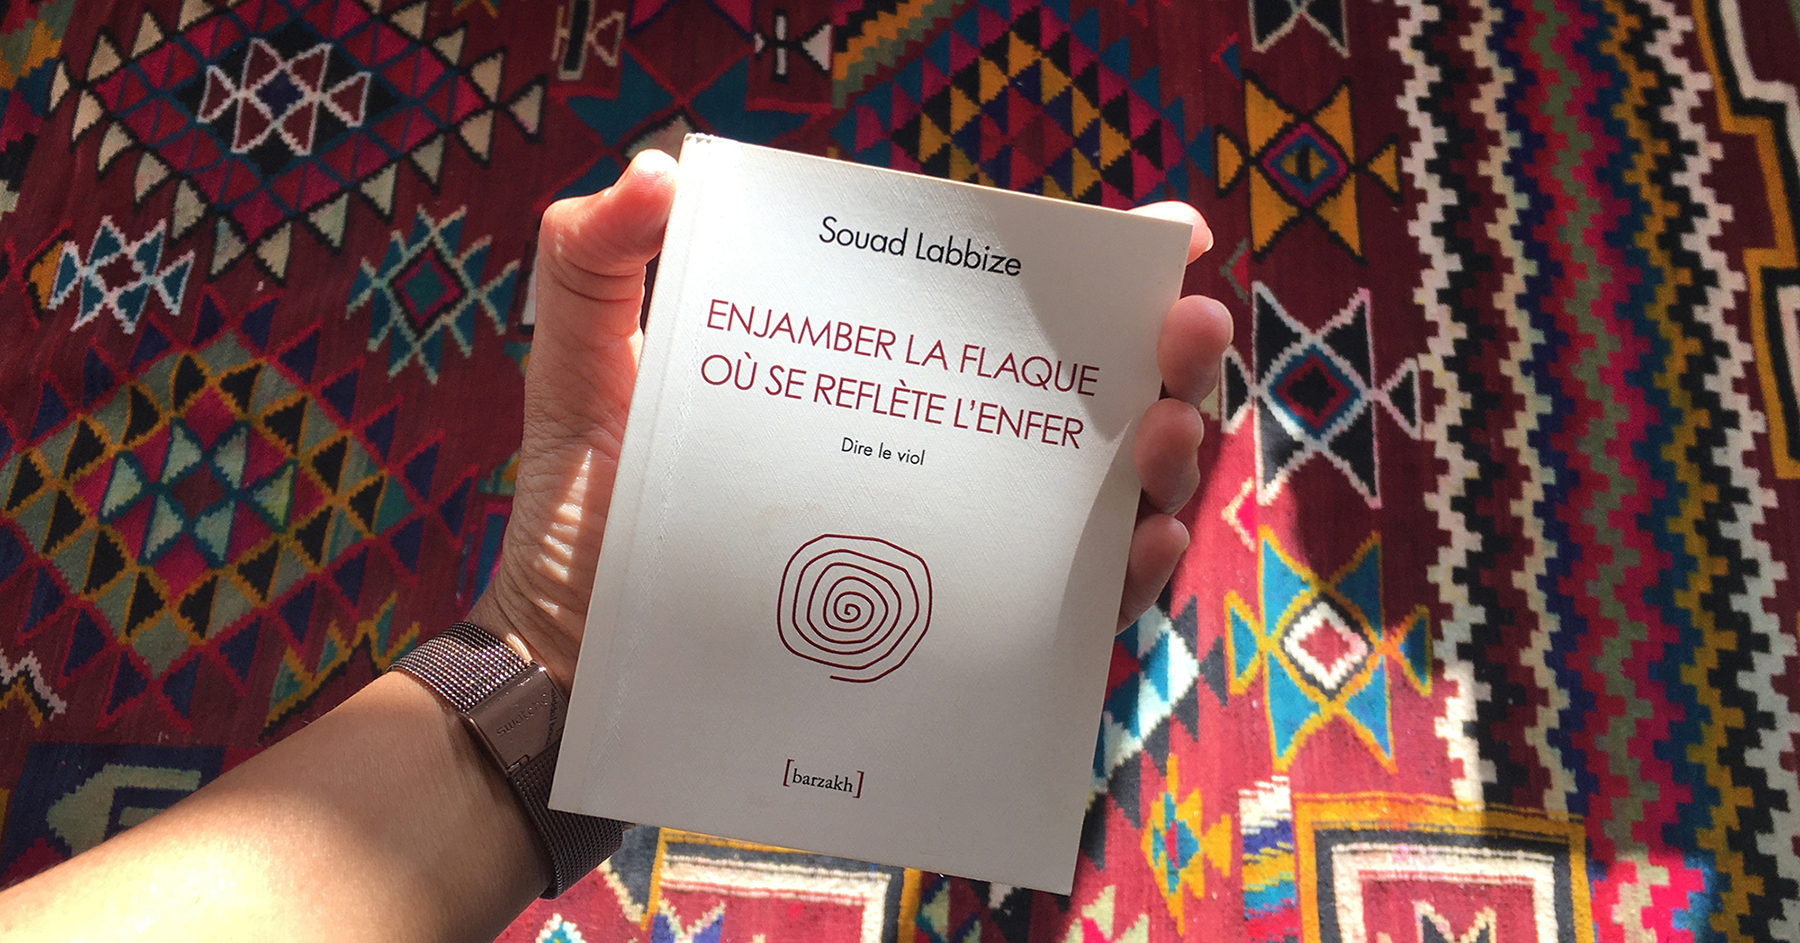 Souad Labbize
ENJAMBER LA FLAQUE
OÙ SE REFLÈTE L'ENFER
Dire le viol
[barzakh]